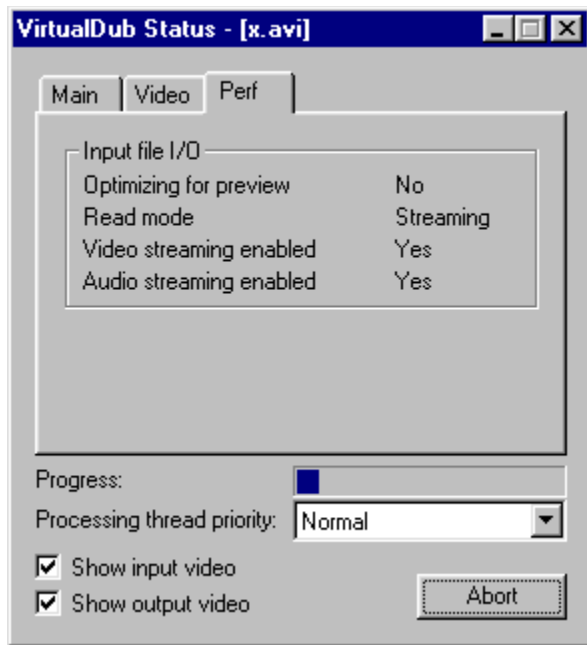 VirtualDub Status - [x.avi]
Main Video Perf
Input file I/O
Optimizing for preview No
Read mode Streaming
Video streaming enabled Yes
Audio streaming enabled Yes
Progress:
Processing thread priority: Normal
Show input video
Show output video
Abort